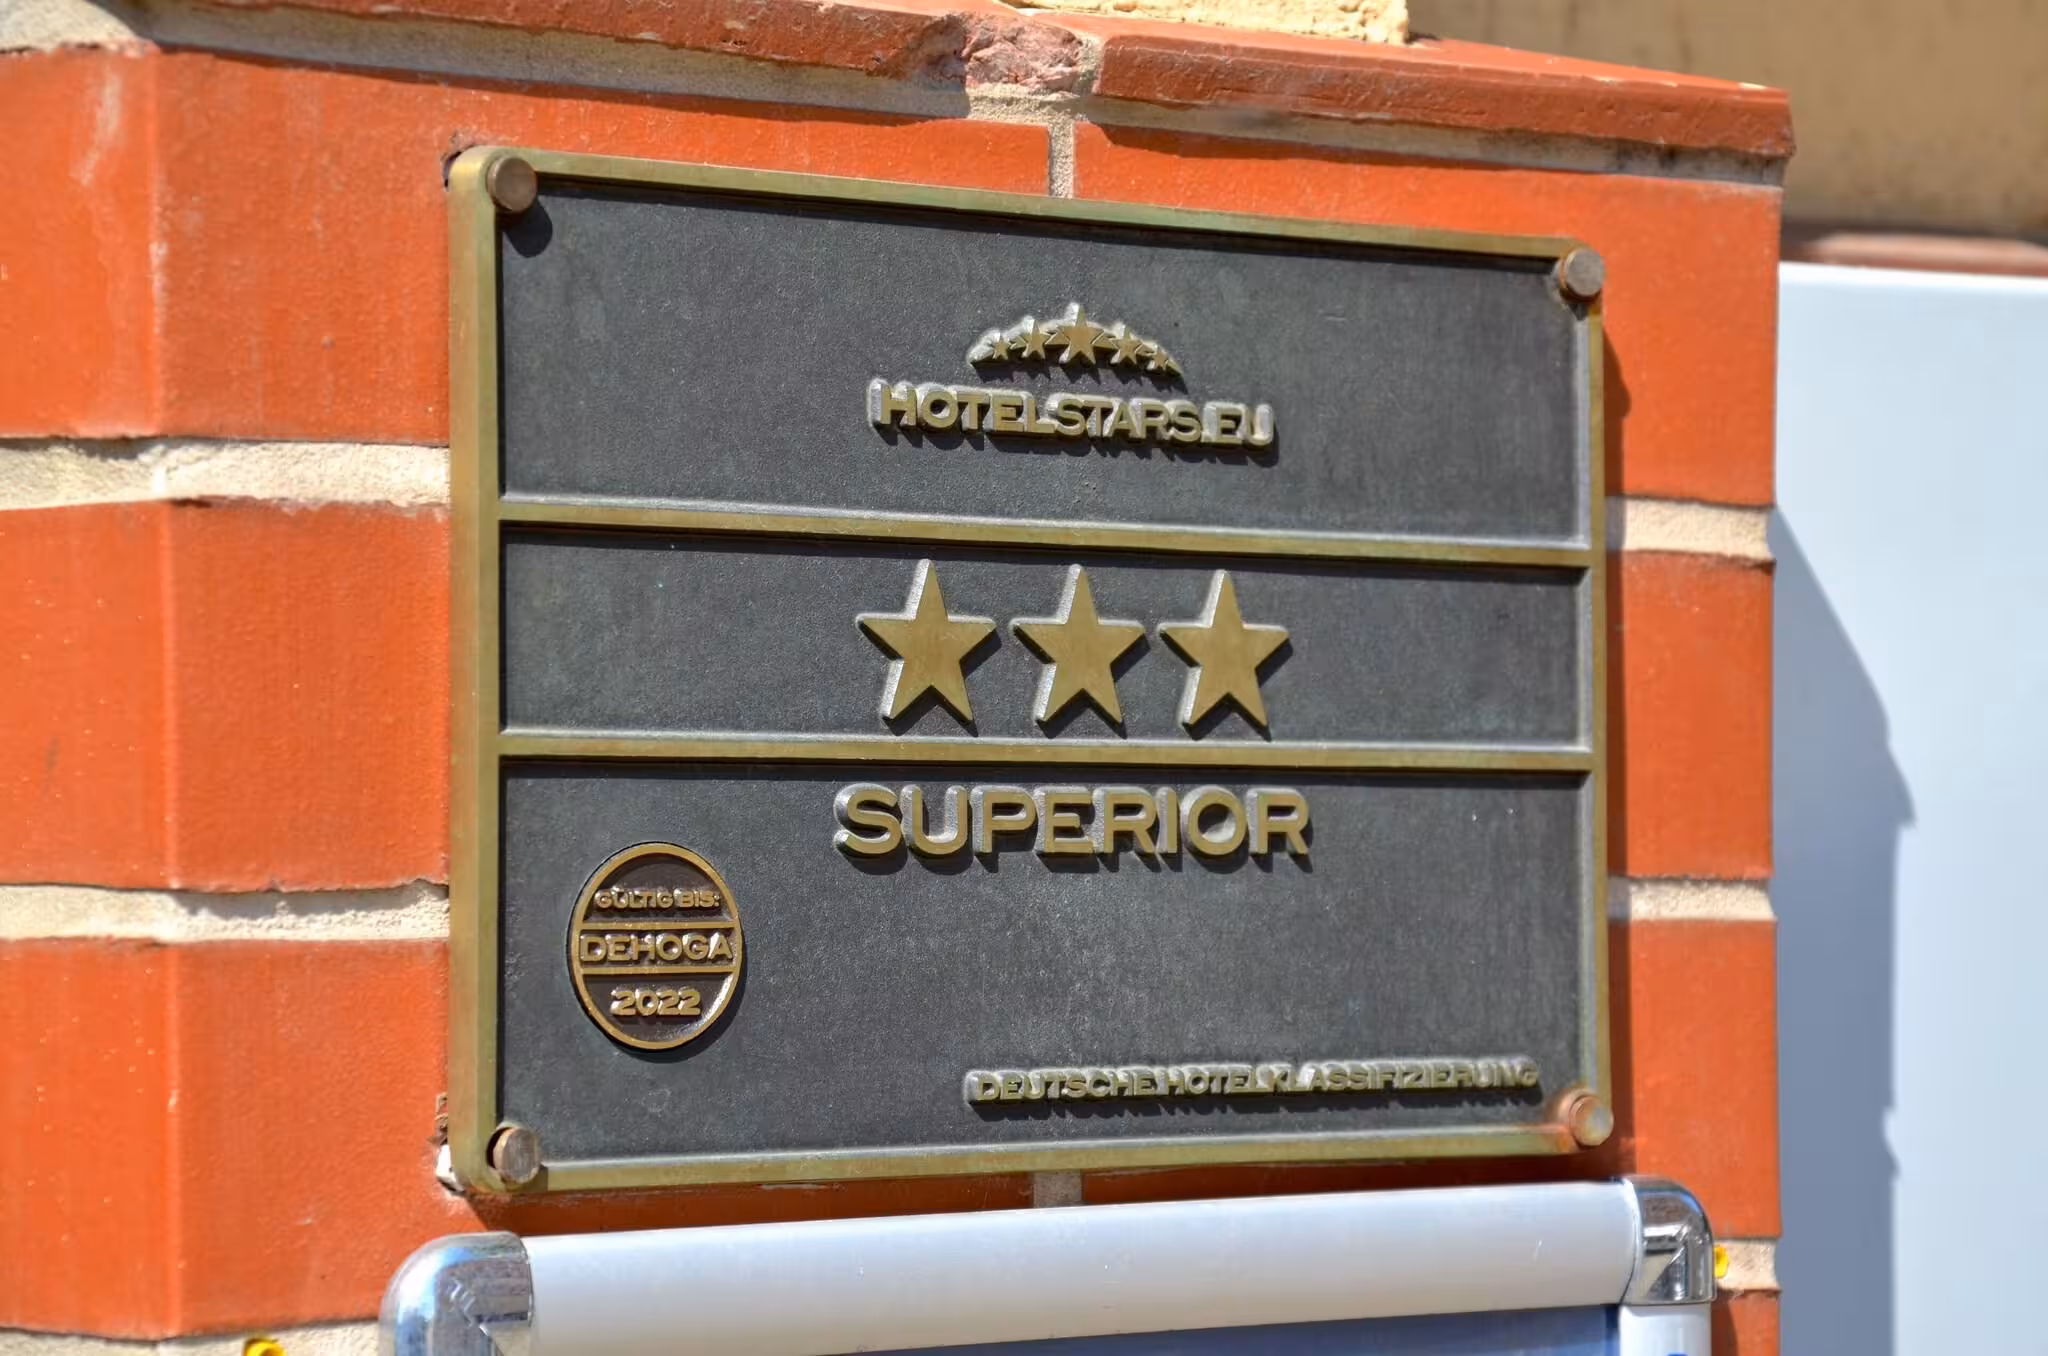 HOTELSTARS.EU
SUPERIOR
GÜLTIG BIS:
DEHOGA
2022
DEUTSCHE HOTELKLASSIFIZIERUNG